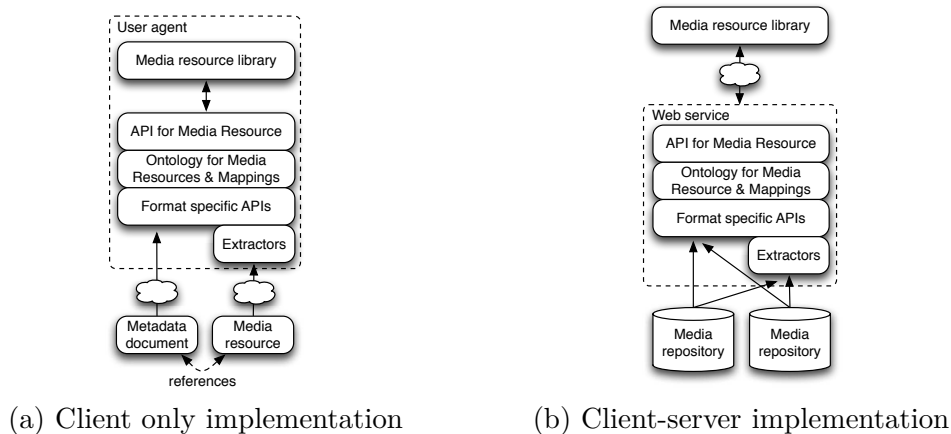 User agent
Media resource library
API for Media Resource
Ontology for Media
Resources & Mappings
Format specific APIs
Extractors
Metadata
document
Media
resource
references
(a) Client only implementation
Media resource library
Web service
API for Media Resource
Ontology for Media
Resource & Mappings
Format specific APIs
Extractors
Media
repository
Media
repository
(b) Client-server implementation